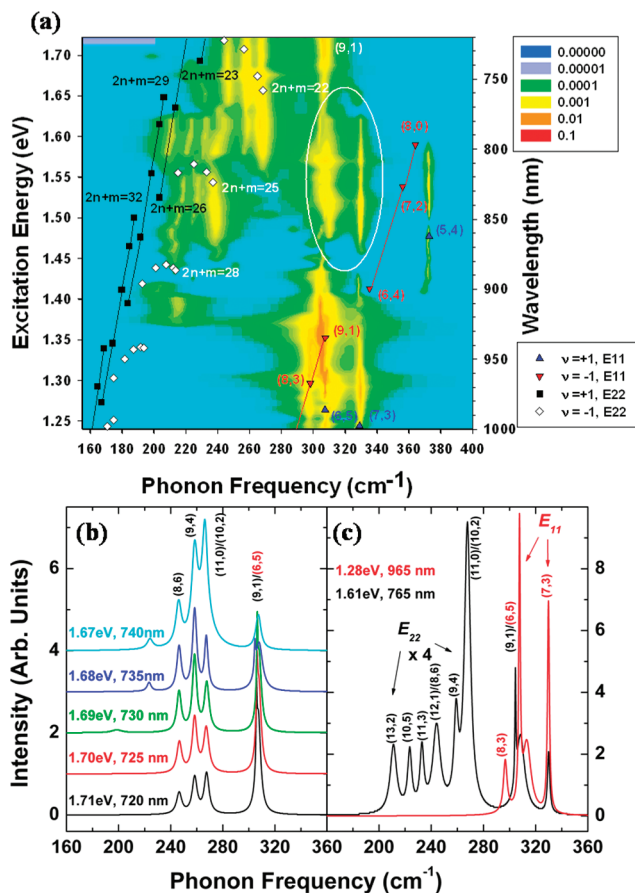 (a)
1.70
1.65
1.60
1.55
1.50
1.45
1.40
1.35
1.30
1.25
Excitation Energy (eV)
2n+m=29
2n+m=23
2n+m=22
(9,1)
2n+m=32
2n+m=26
2n+m=25
2n+m=28
(8,0)
(7,2)
(5,4)
(6,4)
(9,1)
(8,3)
(6,5)
(7,3)
750
800
850
900
950
1000
Wavelength (nm)
160 180 200 220 240 260 280 300 320 340 360 380 400
Phonon Frequency (cm-1)
0.00000
0.00001
0.0001
0.001
0.01
0.1
ν =+1, E11
ν = -1, E11
ν =+1, E22
ν = -1, E22
(b)
Intensity (Arb. Units)
6
4
2
0
(8,6)
(9,4)
(11,0)/(10,2)
(9,1)/(6,5)
1.67eV, 740nm
1.68eV, 735nm
1.69eV, 730 nm
1.70eV, 725 nm
1.71eV, 720 nm
160 200 240 280 320 360
Phonon Frequency (cm-1)
(c)
1.28eV, 965 nm
1.61eV, 765 nm
E11
E22
x 4
(13,2)
(10,5)
(11,3)
(12,1)/(8,6)
(9,4)
(11,0)/(10,2)
(8,3)
(9,1)/(6,5)
(7,3)
8
6
4
2
0
180 210 240 270 300 330 360